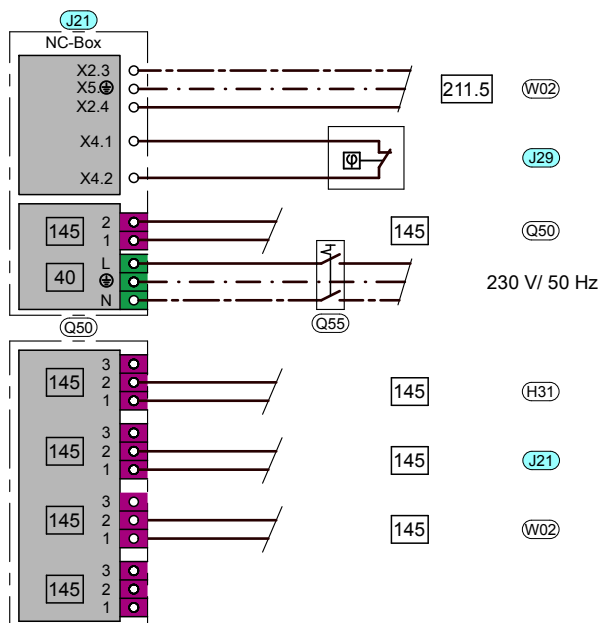 J21
NC-Box
X2.3
X5.
X2.4
211.5 W02
X4.1
φ J29
X4.2
145 2 145 Q50
1
L
40 230 V/ 50 Hz
N
Q50 Q55
3
145 2 145 H31
1
3
145 2 145 J21
1
3
145 2 145 W02
1
3
145 2
1